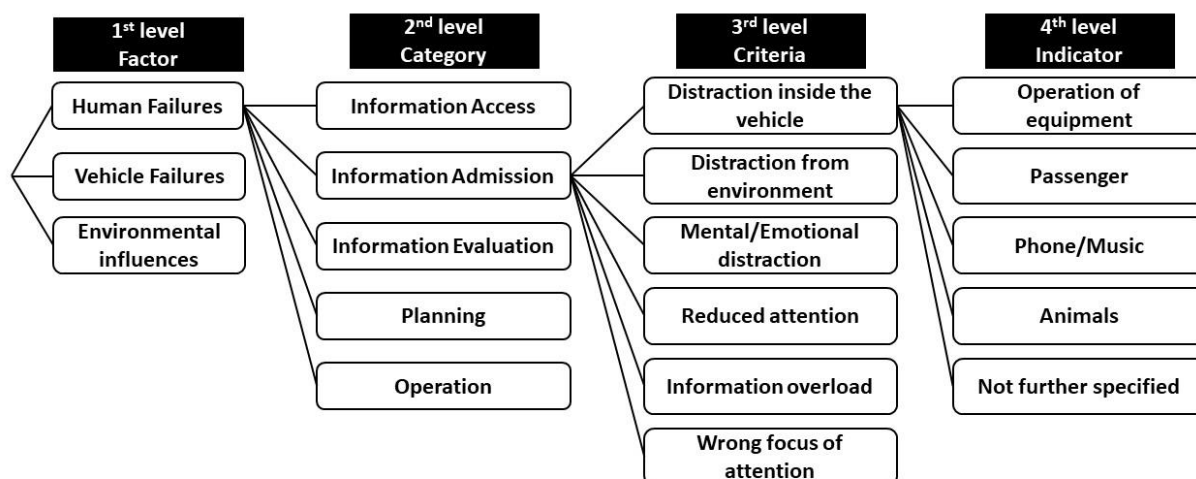 1st level
Factor
2nd level
Category
3rd level
Criteria
4th level
Indicator
Human Failures
Vehicle Failures
Environmental
influences
Information Access
Information Admission
Information Evaluation
Planning
Operation
Distraction inside the
vehicle
Distraction from
environment
Mental/Emotional
distraction
Reduced attention
Information overload
Wrong focus of
attention
Operation of
equipment
Passenger
Phone/Music
Animals
Not further specified